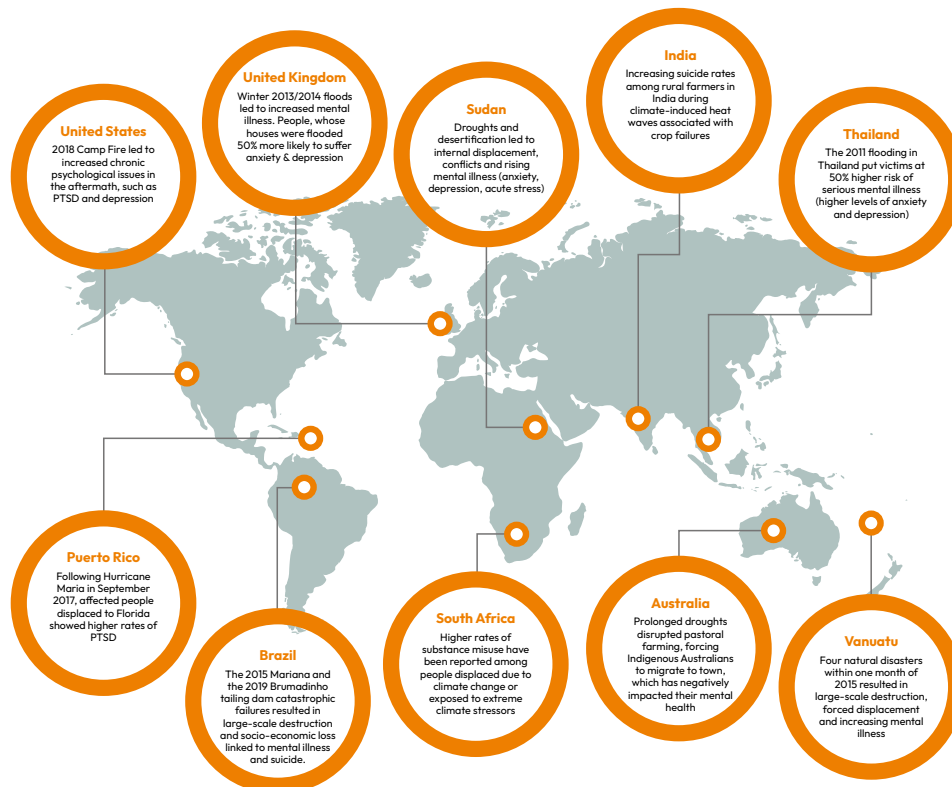 United States
2018 Camp Fire led to
increased chronic
psychological issues in
the aftermath, such as
PTSD and depression
United Kingdom
Winter 2013/2014 floods
led to increased mental
illness. People, whose
houses were flooded
50% more likely to suffer
anxiety & depression
Sudan
Droughts and
desertification led to
internal displacement,
conflicts and rising
mental illness (anxiety,
depression, acute stress)
India
Increasing suicide rates
among rural farmers in
India during
climate-induced heat
waves associated with
crop failures
Thailand
The 2011 flooding in
Thailand put victims at
50% higher risk of
serious mental illness
(higher levels of anxiety
and depression)
Puerto Rico
Following Hurricane
Maria in September
2017, affected people
displaced to Florida
showed higher rates of
PTSD
Brazil
The 2015 Mariana and
the 2019 Brumadinho
tailing dam catastrophic
failures resulted in
large-scale destruction
and socio-economic loss
linked to mental illness
and suicide.
South Africa
Higher rates of
substance misuse have
been reported among
people displaced due to
climate change or
exposed to extreme
climate stressors
Australia
Prolonged droughts
disrupted pastoral
farming, forcing
Indigenous Australians
to migrate to town,
which has negatively
impacted their mental
health
Vanuatu
Four natural disasters
within one month of
2015 resulted in
large-scale destruction,
forced displacement
and increasing mental
illness